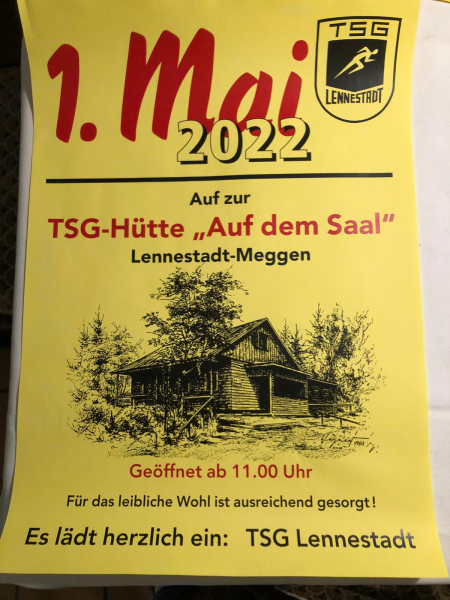 1. Mai
2022
TSG
LENNESTADT
Auf zur
TSG-Hütte „Auf dem Saal“
Lennestadt-Meggen
Geöffnet ab 11.00 Uhr
Für das leibliche Wohl ist ausreichend gesorgt!
Es lädt herzlich ein: TSG Lennestadt